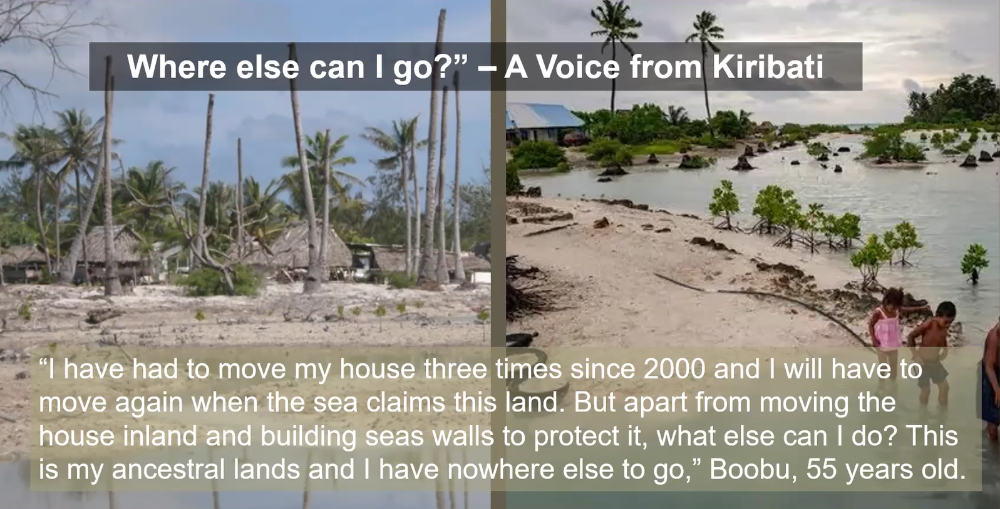 Where else can I go?” – A Voice from Kiribati
“I have had to move my house three times since 2000 and I will have to
move again when the sea claims this land. But apart from moving the
house inland and building seas walls to protect it, what else can I do? This
is my ancestral lands and I have nowhere else to go,” Boobu, 55 years old.